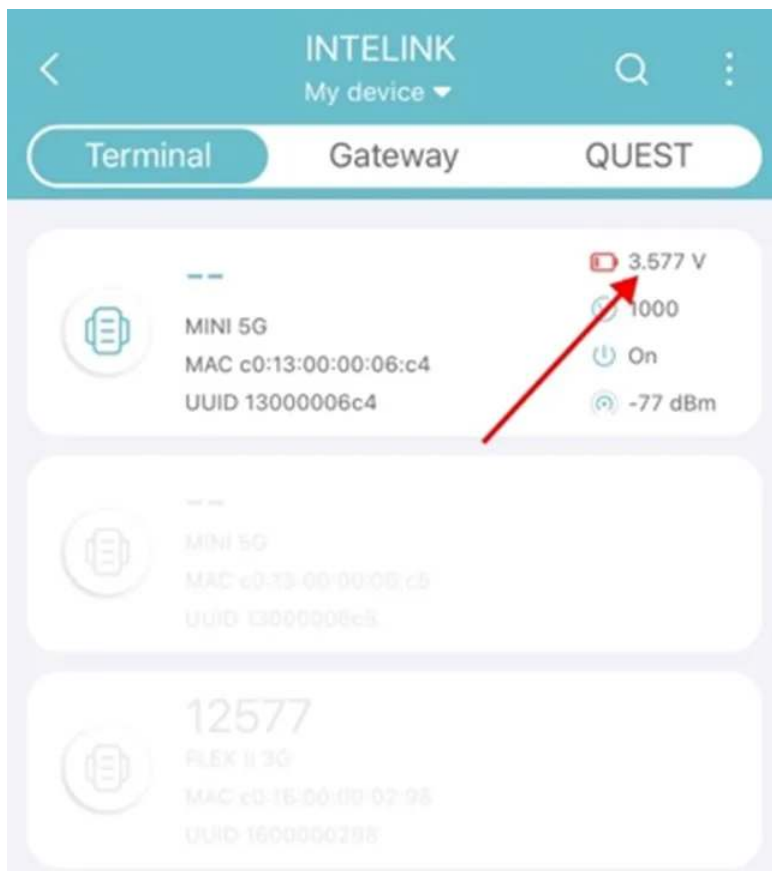 INTELINK
My device
Terminal Gateway QUEST
--
3.577 V
MINI 5G
1000
MAC c0:13:00:00:06:c4
On
UUID 13000006c4
-77 dBm
--
MINI 5G
MAC c0:13:00:00:06:c5
UUID 13000006c5
12577
FLEX II 3G
MAC c0:16:00:00:02:98
UUID 1600000298